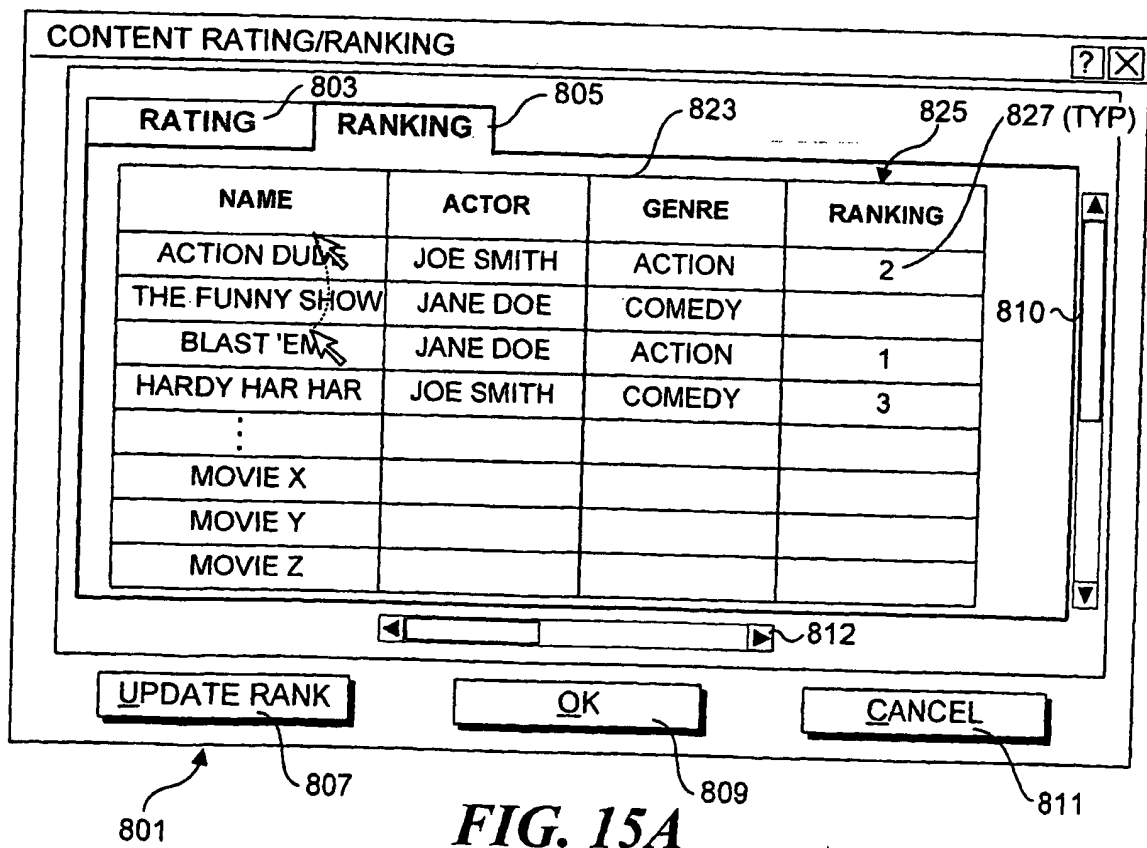 CONTENT RATING/RANKING ? X
803 805 823 825 827 (TYP)
RATING RANKING
NAME ACTOR GENRE RANKING
ACTION DUDE JOE SMITH ACTION 2
THE FUNNY SHOW JANE DOE COMEDY
810
BLAST 'EM JANE DOE ACTION 1
HARDY HAR HAR JOE SMITH COMEDY 3
MOVIE X
MOVIE Y
MOVIE Z
812
UPDATE RANK OK CANCEL
801 807 809 811
FIG. 15A